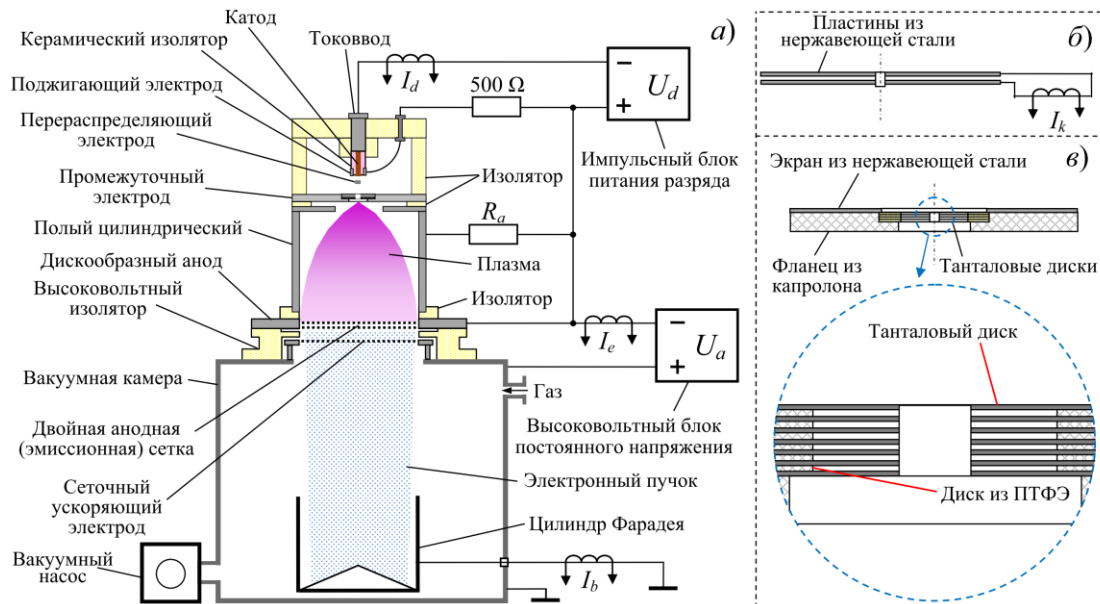 Катод
Керамический изолятор
Токоввод
Поджигающий электрод
Перераспределяющий
электрод
Промежуточный
электрод
Полый цилиндрический
Дискообразный анод
Высоковольтный
изолятор
Вакуумная камера
Двойная анодная
(эмиссионная) сетка
Сеточный
ускоряющий
электрод
Вакуумный
насос
а)
I_d
500 Ω
−
+
U_d
Импульсный блок
питания разряда
Изолятор
R_a
Плазма
Изолятор
I_e
−
+
U_a
Газ
Высоковольтный блок
постоянного напряжения
Электронный пучок
Цилиндр Фарадея
I_b
б)
Пластины из
нержавеющей стали
I_k
в)
Экран из нержавеющей стали
Фланец из
капролона
Танталовые диски
Танталовый диск
Диск из ПТФЭ